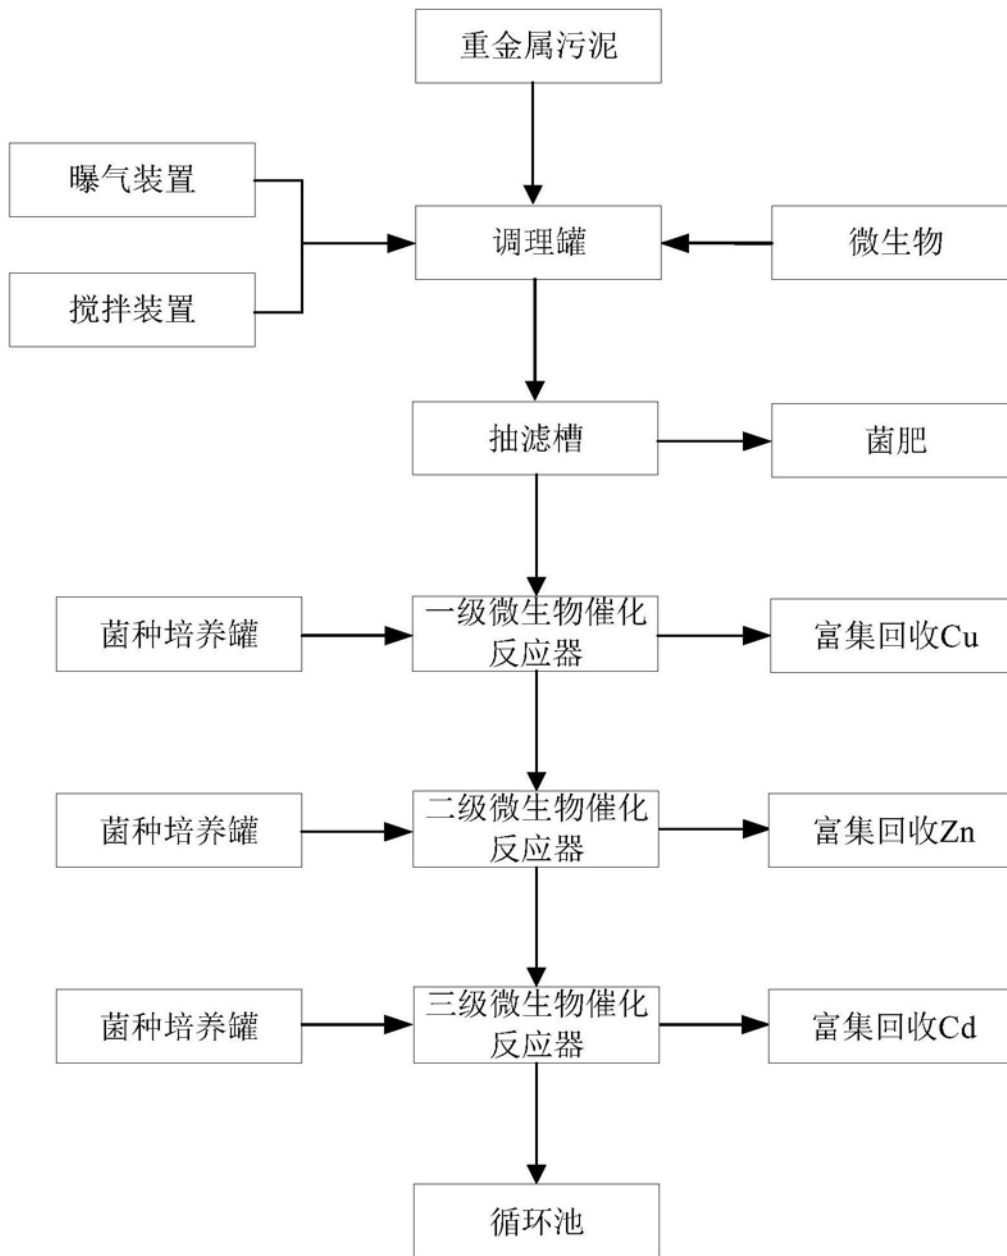 重金属污泥
曝气装置
调理罐
微生物
搅拌装置
抽滤槽
菌肥
菌种培养罐
一级微生物催化
反应器
富集回收Cu
菌种培养罐
二级微生物催化
反应器
富集回收Zn
菌种培养罐
三级微生物催化
反应器
富集回收Cd
循环池